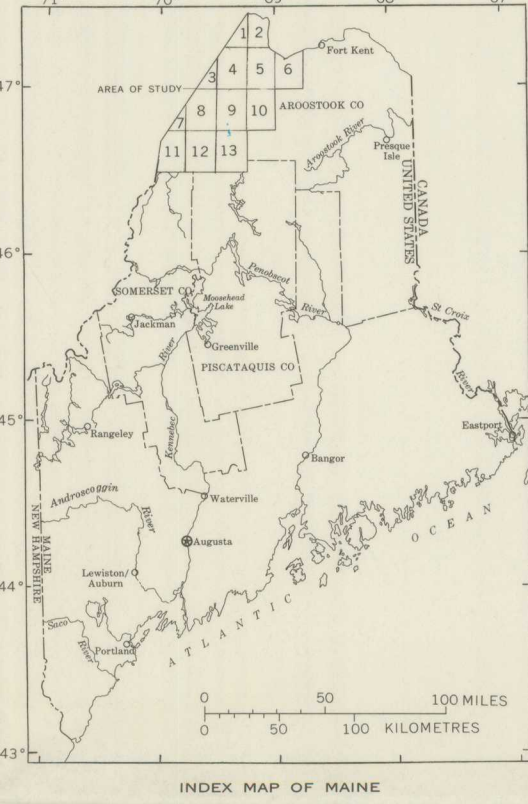 71 70 69 67
1 2
Fort Kent
47°
3 4 5 6
AREA OF STUDY
8 9 10
AROOSTOOK CO
7
11 12 13
Aroostook River
Presque
Isle
CANADA
UNITED STATES
46°
Penobscot
River
SOMERSET CO
Moosehead
Lake
Jackman
St Croix
River
Greenville
River
Kennebec
PISCATAQUIS CO
45°
Rangeley
Eastport
Bangor
Androscoggin
River
Waterville
MAINE
NEW HAMPSHIRE
Augusta
ATLANTIC OCEAN
Lewiston/
Auburn
44°
Saco
River
Portland
0 50 100 MILES
0 50 100 KILOMETRES
43°
INDEX MAP OF MAINE